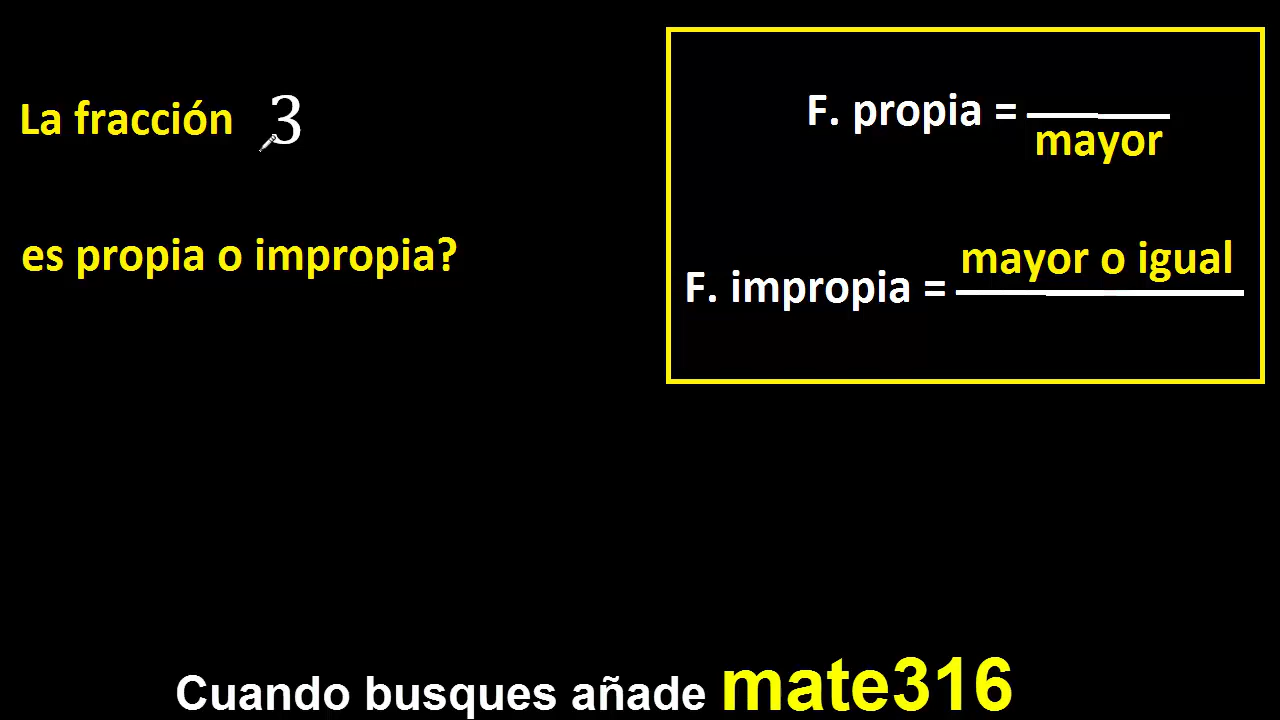 La fracción 3
es propia o impropia?
F. propia = ―
mayor
mayor o igual
F. impropia = ―
Cuando busques añade mate316